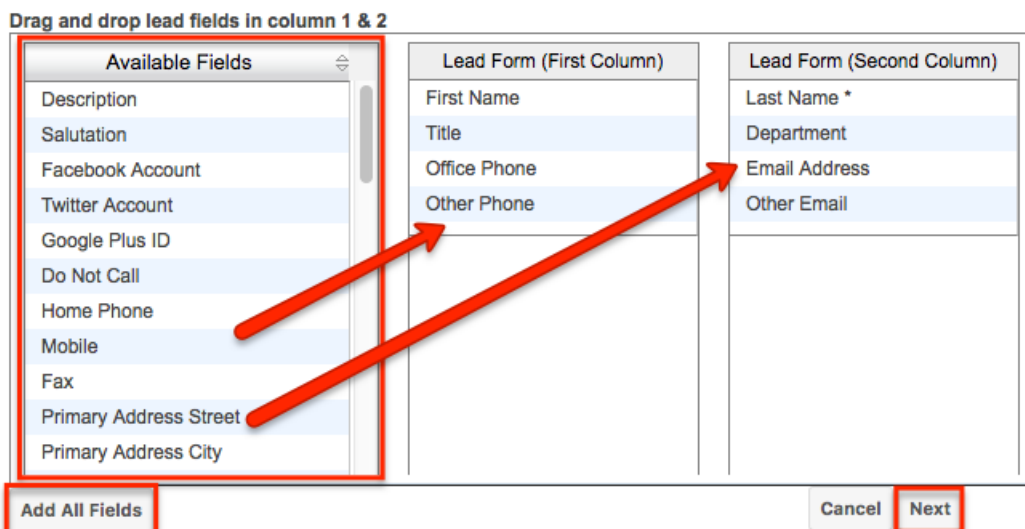 Drag and drop lead fields in column 1 & 2
Available Fields
Description
Salutation
Facebook Account
Twitter Account
Google Plus ID
Do Not Call
Home Phone
Mobile
Fax
Primary Address Street
Primary Address City
Lead Form (First Column)
First Name
Title
Office Phone
Other Phone
Lead Form (Second Column)
Last Name *
Department
Email Address
Other Email
Add All Fields
Cancel
Next